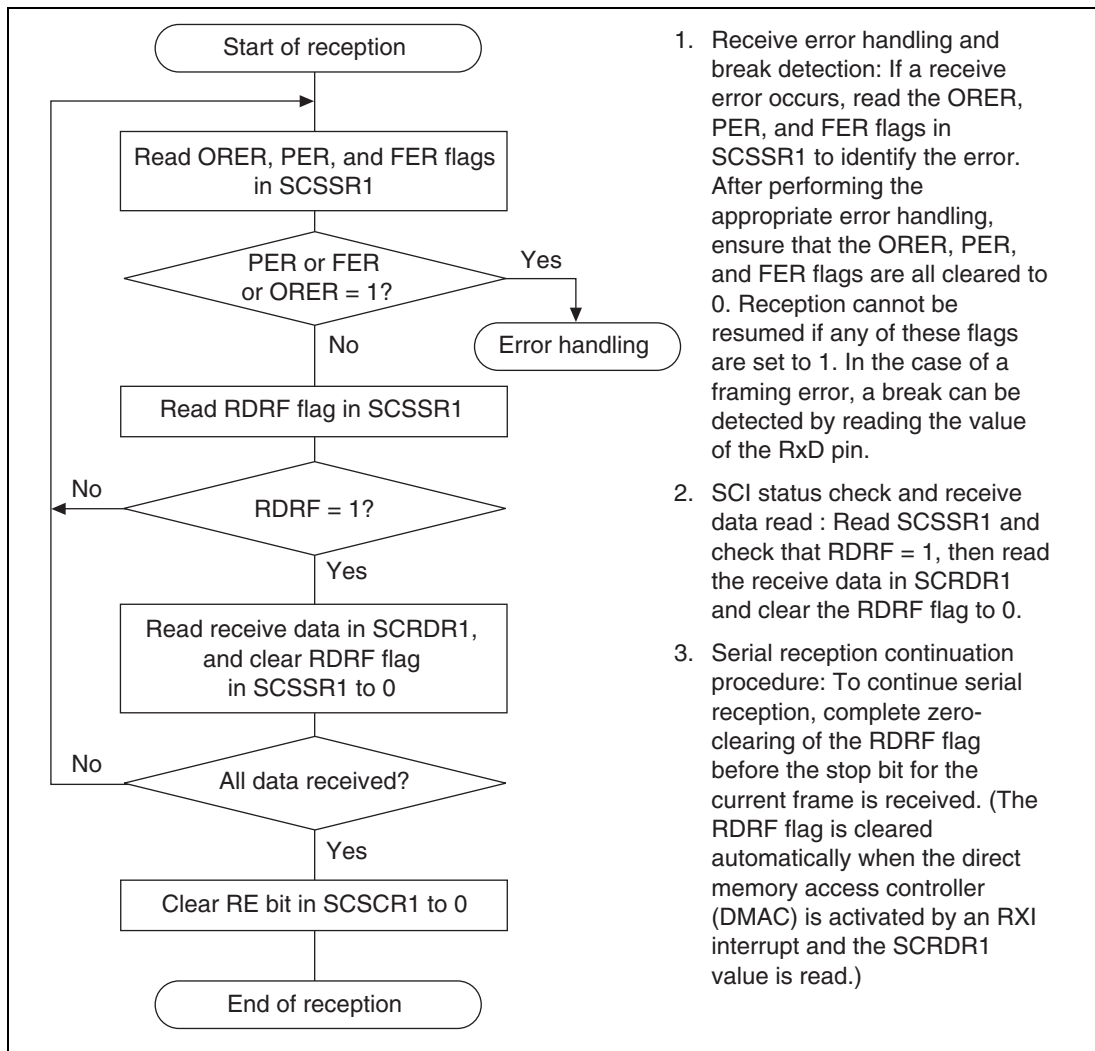 Start of reception
Read ORER, PER, and FER flags
in SCSSR1
PER or FER
or ORER = 1?
Yes
Error handling
No
Read RDRF flag in SCSSR1
No
RDRF = 1?
Yes
Read receive data in SCRDR1,
and clear RDRF flag
in SCSSR1 to 0
No
All data received?
Yes
Clear RE bit in SCSCR1 to 0
End of reception
1. Receive error handling and
break detection: If a receive
error occurs, read the ORER,
PER, and FER flags in
SCSSR1 to identify the error.
After performing the
appropriate error handling,
ensure that the ORER, PER,
and FER flags are all cleared to
0. Reception cannot be
resumed if any of these flags
are set to 1. In the case of a
framing error, a break can be
detected by reading the value
of the RxD pin.
2. SCI status check and receive
data read : Read SCSSR1 and
check that RDRF = 1, then read
the receive data in SCRDR1
and clear the RDRF flag to 0.
3. Serial reception continuation
procedure: To continue serial
reception, complete zero-
clearing of the RDRF flag
before the stop bit for the
current frame is received. (The
RDRF flag is cleared
automatically when the direct
memory access controller
(DMAC) is activated by an RXI
interrupt and the SCRDR1
value is read.)